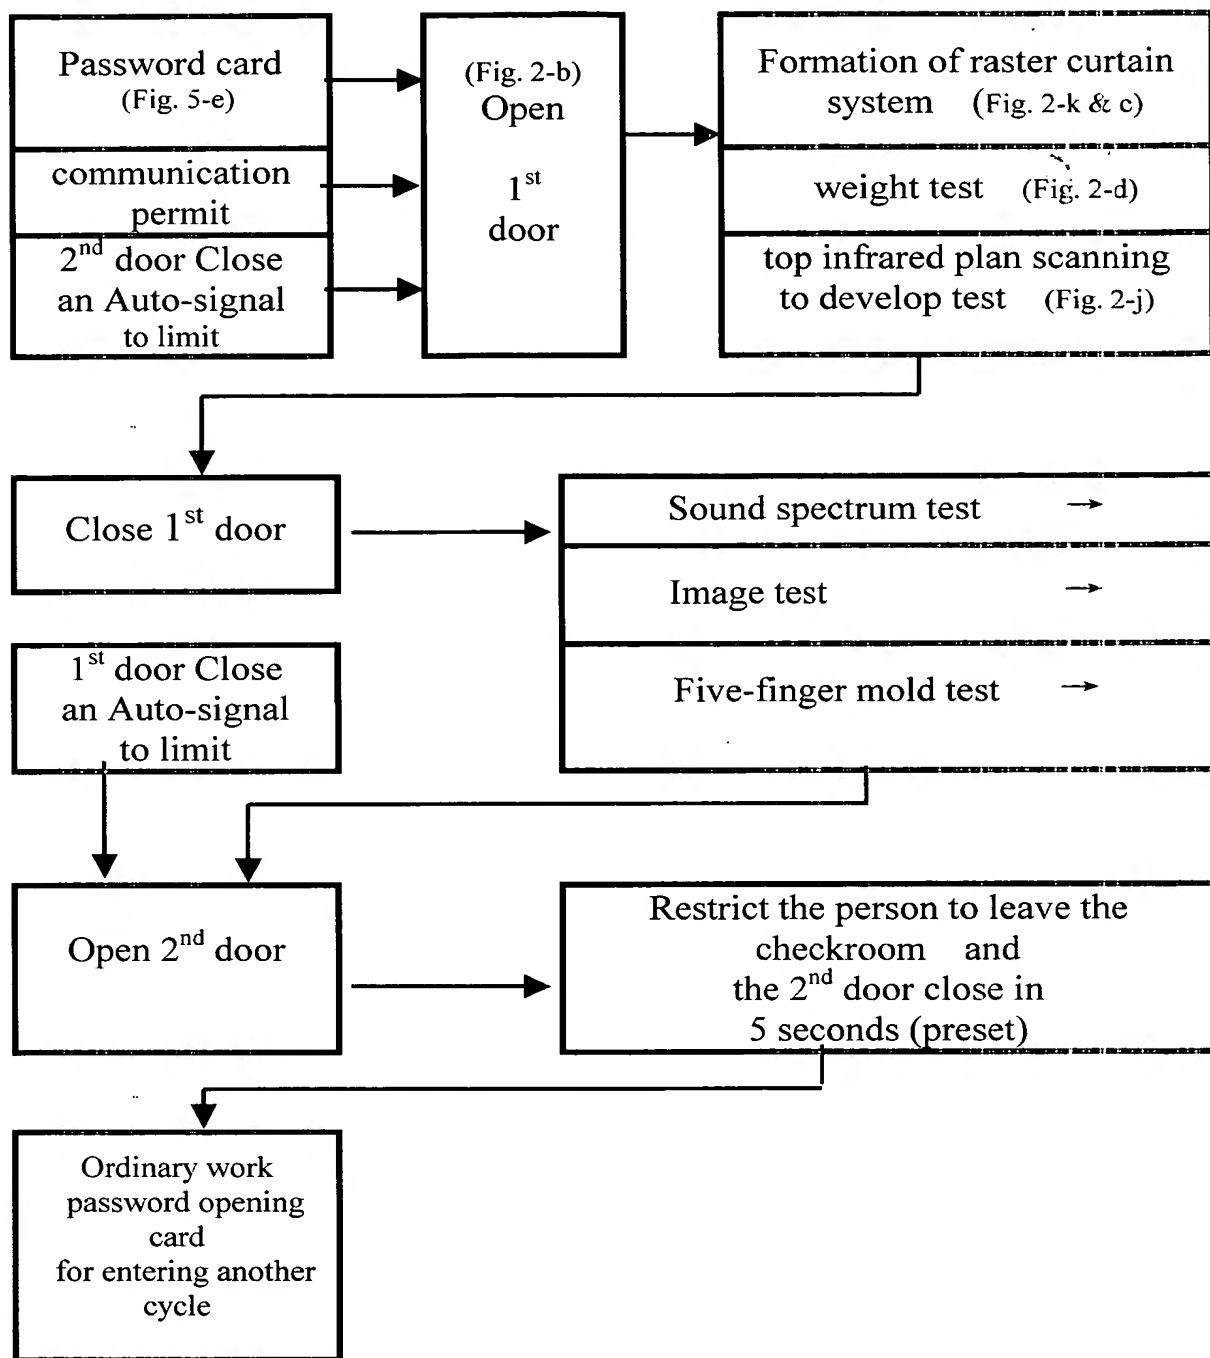 Password card
(Fig. 5-e)
communication
permit
2nd door Close
an Auto-signal
to limit
(Fig. 2-b)
Open
1st
door
Formation of raster curtain
system (Fig. 2-k & c)
weight test (Fig. 2-d)
top infrared plan scanning
to develop test (Fig. 2-j)
Close 1st door
Sound spectrum test →
Image test →
Five-finger mold test →
1st door Close
an Auto-signal
to limit
Open 2nd door
Restrict the person to leave the
checkroom and
the 2nd door close in
5 seconds (preset)
Ordinary work
password opening
card
for entering another
cycle